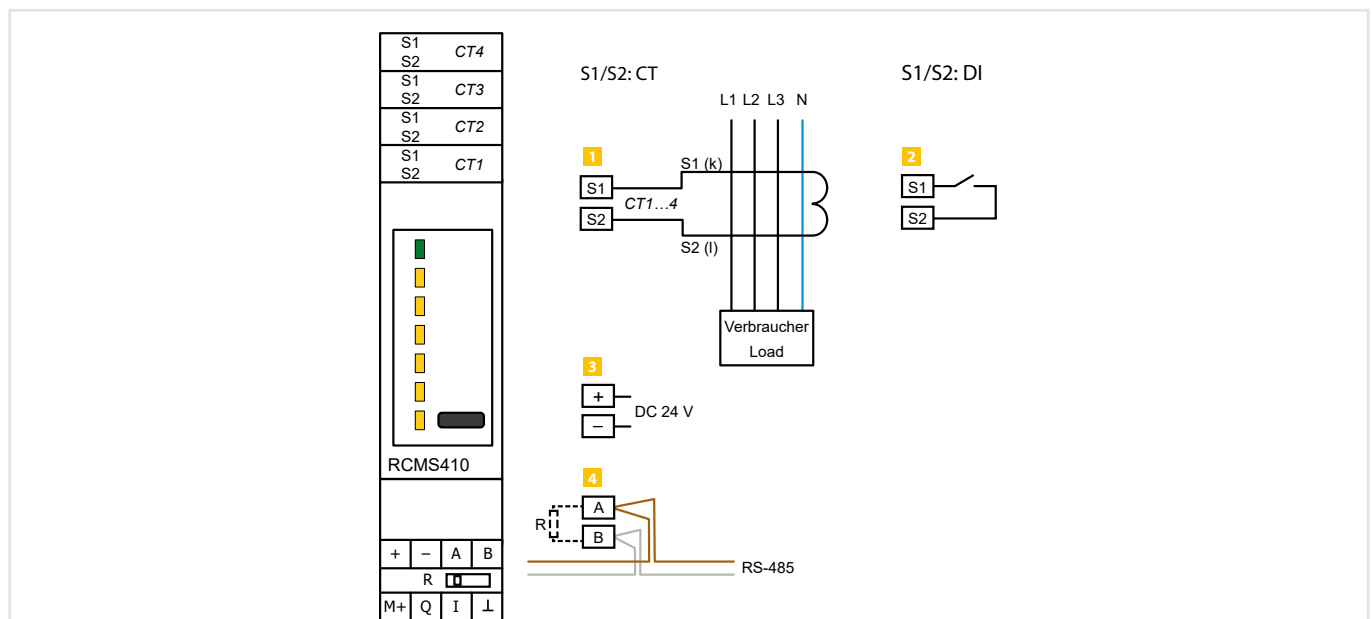 S1
S2
CT4
S1
S2
CT3
S1
S2
CT2
S1
S2
CT1
RCMS410
+ − A B
R
M+ Q I ⊥
S1/S2: CT
L1 L2 L3 N
1
S1 (k)
S1
CT1...4
S2
S2 (l)
Verbraucher
Load
S1/S2: DI
2
S1
S2
3
+
DC 24 V
−
4
A
R
B
RS-485